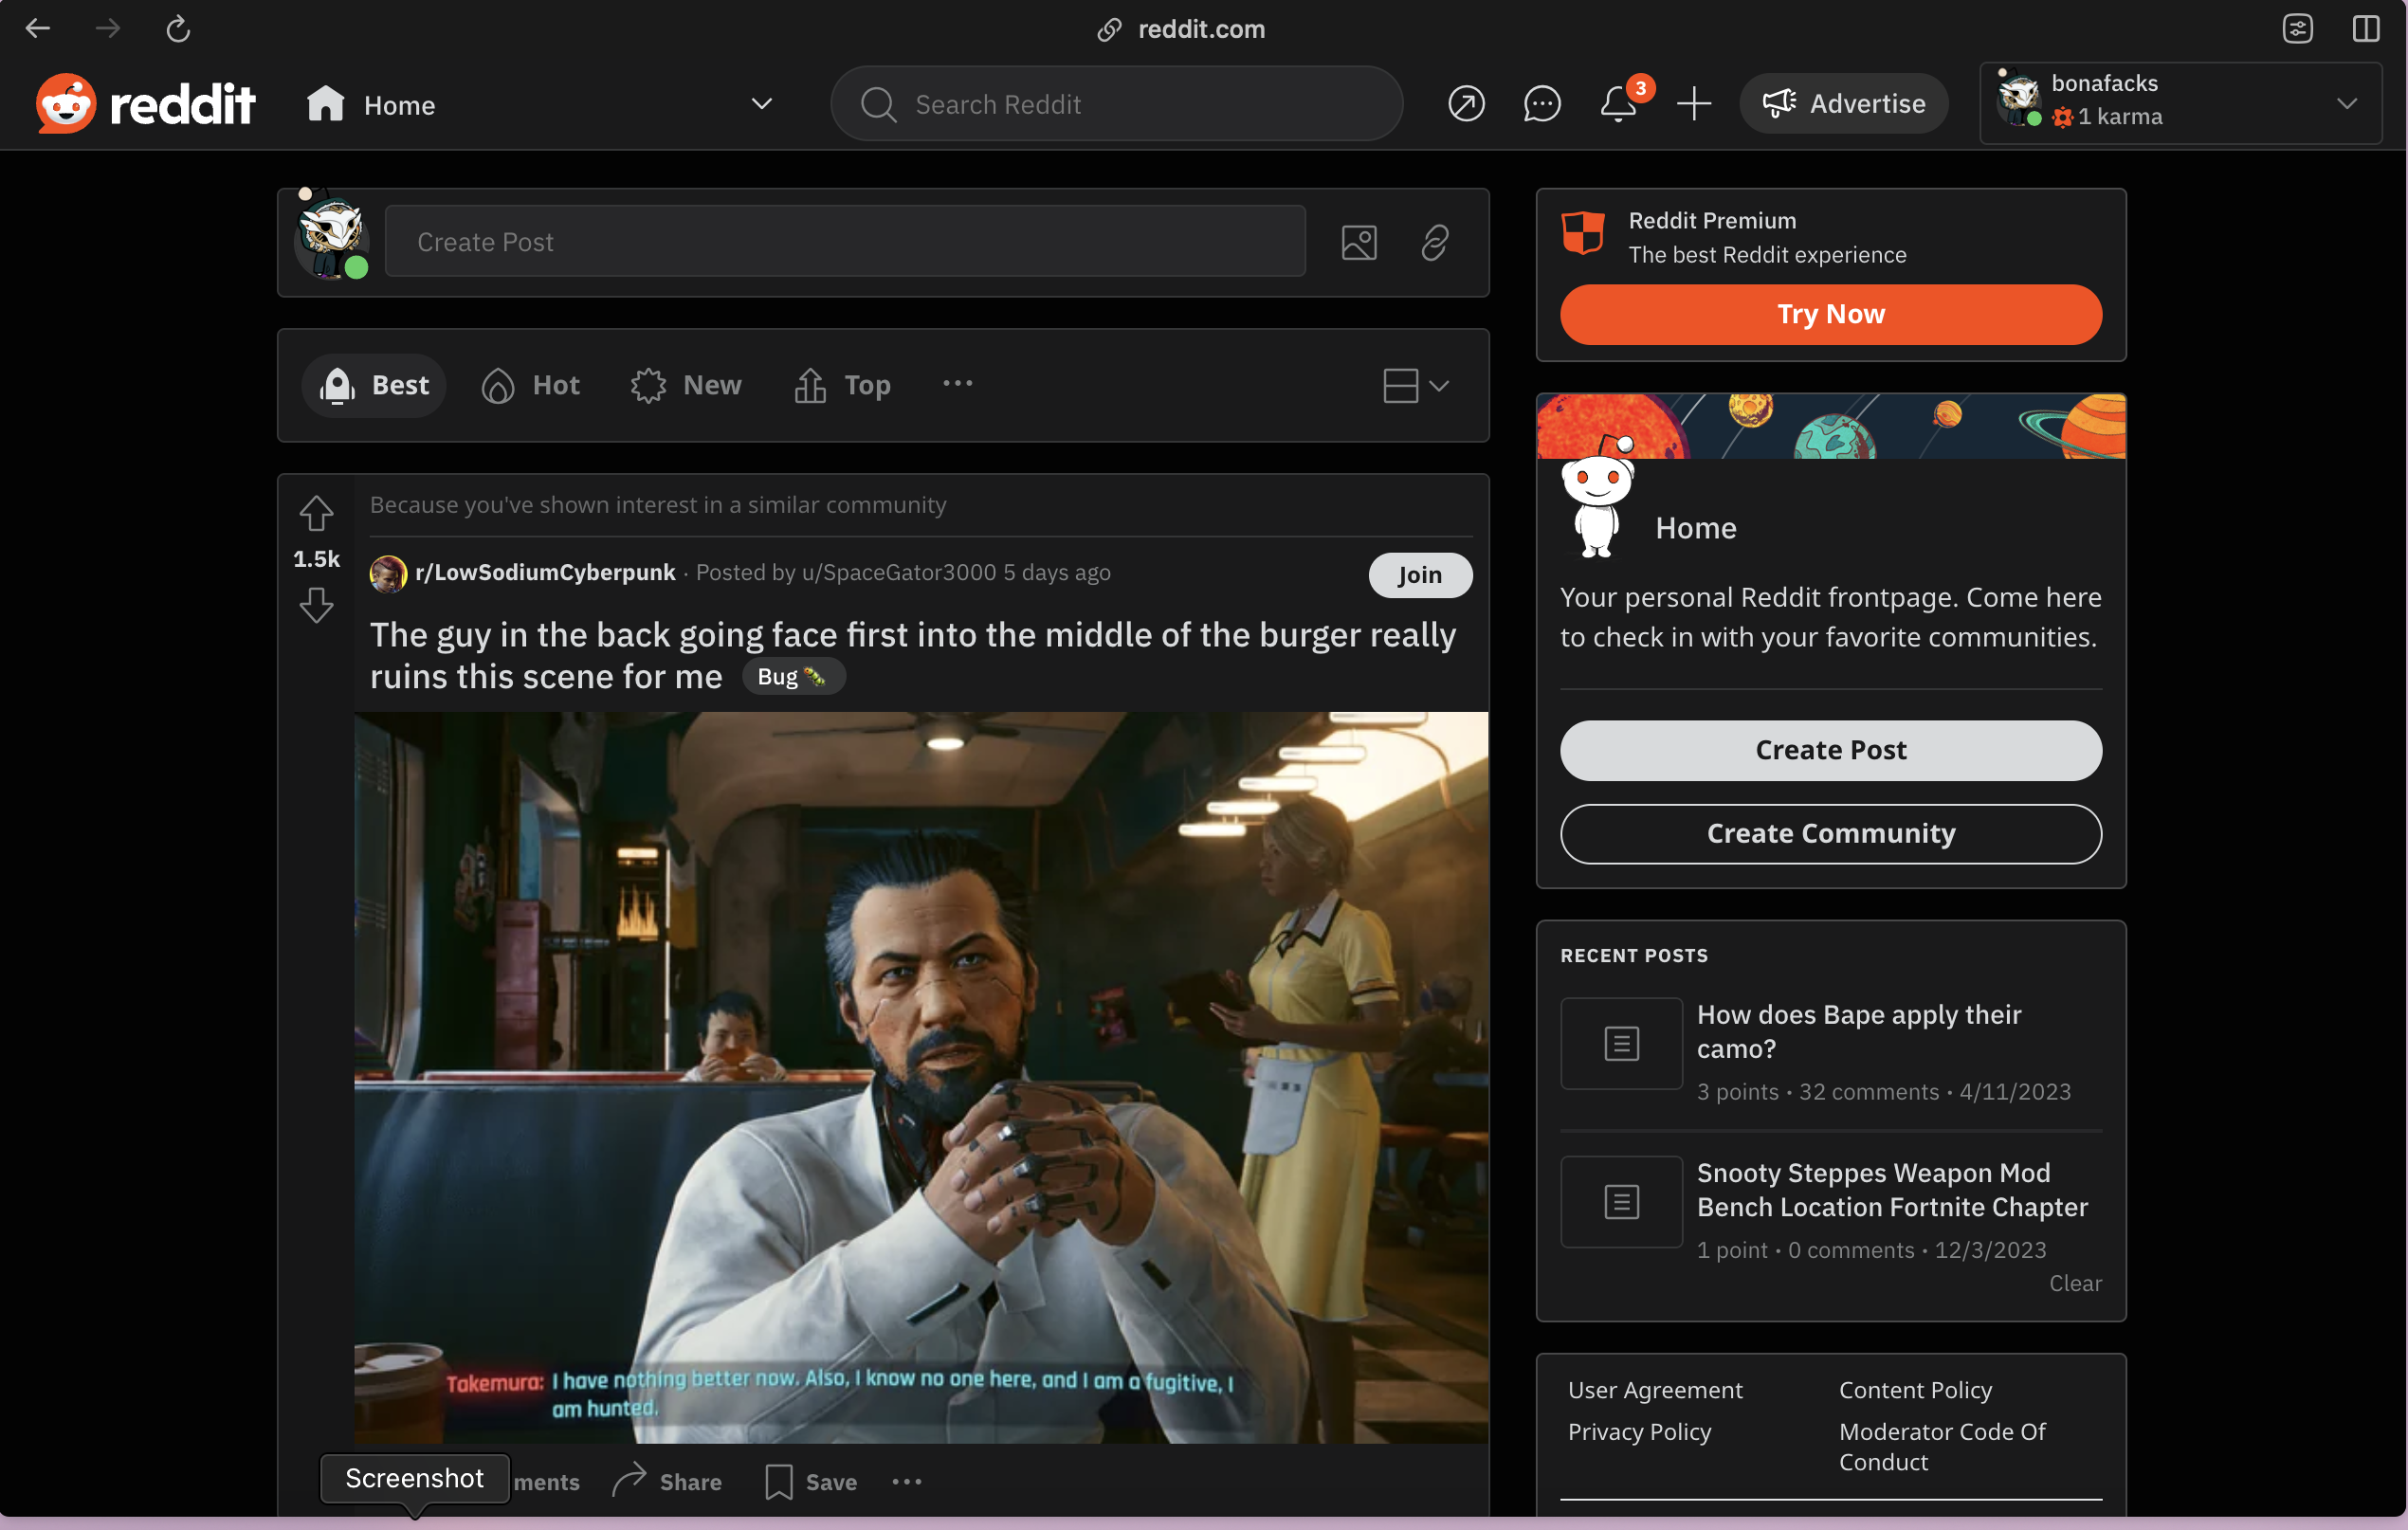 reddit.com
reddit
Home
Search Reddit
3
Advertise
bonafacks
1 karma
Create Post
Best
Hot
New
Top
Because you've shown interest in a similar community
1.5k
r/LowSodiumCyberpunk · Posted by u/SpaceGator3000 5 days ago
Join
The guy in the back going face first into the middle of the burger really
ruins this scene for me Bug
Takemura: I have nothing better now. Also, I know no one here, and I am a fugitive, I
am hunted.
Screenshot
ments
Share
Save
Reddit Premium
The best Reddit experience
Try Now
Home
Your personal Reddit frontpage. Come here
to check in with your favorite communities.
Create Post
Create Community
RECENT POSTS
How does Bape apply their
camo?
3 points • 32 comments • 4/11/2023
Snooty Steppes Weapon Mod
Bench Location Fortnite Chapter
1 point • 0 comments • 12/3/2023
Clear
User Agreement
Content Policy
Privacy Policy
Moderator Code Of
Conduct